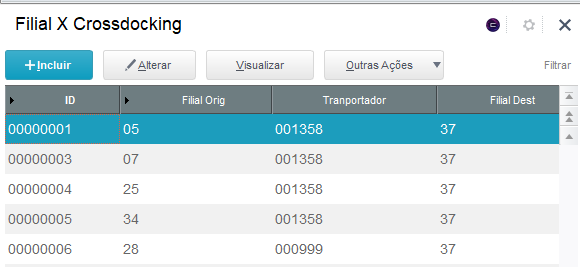 Filial X Crossdocking
+ Incluir Alterar Visualizar Outras Ações Filtrar
ID Filial Orig Tranportador Filial Dest
00000001 05 001358 37
00000003 07 001358 37
00000004 25 001358 37
00000005 34 001358 37
00000006 28 000999 37